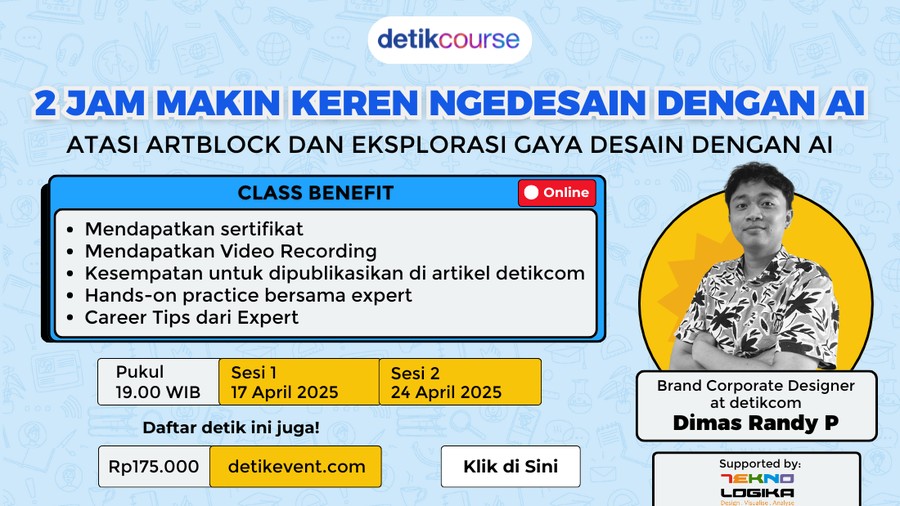 detikcourse
2 JAM MAKIN KEREN NGEDESAIN DENGAN AI
ATASI ARTBLOCK DAN EKSPLORASI GAYA DESAIN DENGAN AI
CLASS BENEFIT
Online
• Mendapatkan sertifikat
• Mendapatkan Video Recording
• Kesempatan untuk dipublikasikan di artikel detikcom
• Hands-on practice bersama expert
• Career Tips dari Expert
Pukul
19.00 WIB
Sesi 1
17 April 2025
Sesi 2
24 April 2025
Daftar detik ini juga!
Rp175.000
detikevent.com
Klik di Sini
Brand Corporate Designer
at detikcom
Dimas Randy P
Supported by:
TEKNO
LOGIKA
Design . Visualise . Analyse